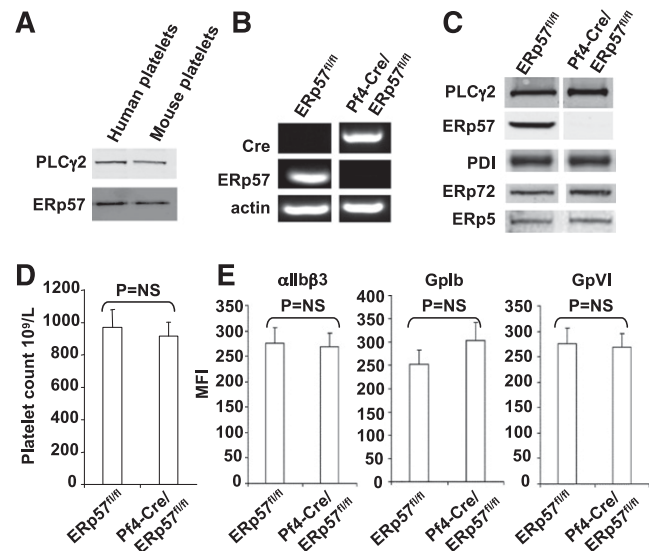 A
Human platelets
Mouse platelets
PLCγ2
ERp57
B
ERp57fl/fl
Pf4-Cre/
ERp57fl/fl
Cre
ERp57
actin
C
ERp57fl/fl
Pf4-Cre/
ERp57fl/fl
PLCγ2
ERp57
PDI
ERp72
ERp5
D
P=NS
Platelet count 10⁹/L
1200
1000
800
600
400
200
0
ERp57fl/fl
Pf4-Cre/
ERp57fl/fl
E
αIIbβ3
P=NS
MFI
350
300
250
200
150
100
50
0
ERp57fl/fl
Pf4-Cre/
ERp57fl/fl
GpIb
P=NS
400
350
300
250
200
150
100
50
0
ERp57fl/fl
Pf4-Cre/
ERp57fl/fl
GpVI
P=NS
350
300
250
200
150
100
50
0
ERp57fl/fl
Pf4-Cre/
ERp57fl/fl